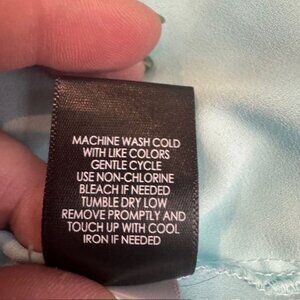 MACHINE WASH COLD
WITH LIKE COLORS
GENTLE CYCLE
USE NON-CHLORINE
BLEACH IF NEEDED
TUMBLE DRY LOW
REMOVE PROMPTLY AND
TOUCH UP WITH COOL
IRON IF NEEDED